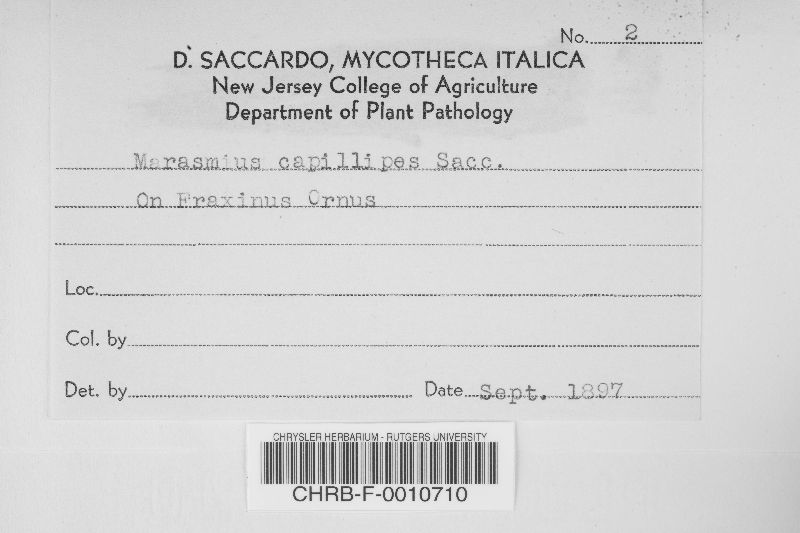 No. 2
D. SACCARDO, MYCOTHECA ITALICA
New Jersey College of Agriculture
Department of Plant Pathology
Marasmius capillipes Sacc.
On Fraxinus Ornus
Loc.
Col. by
Det. by Date Sept. 1897
CHRYSLER HERBARIUM - RUTGERS UNIVERSITY
CHRB-F-0010710